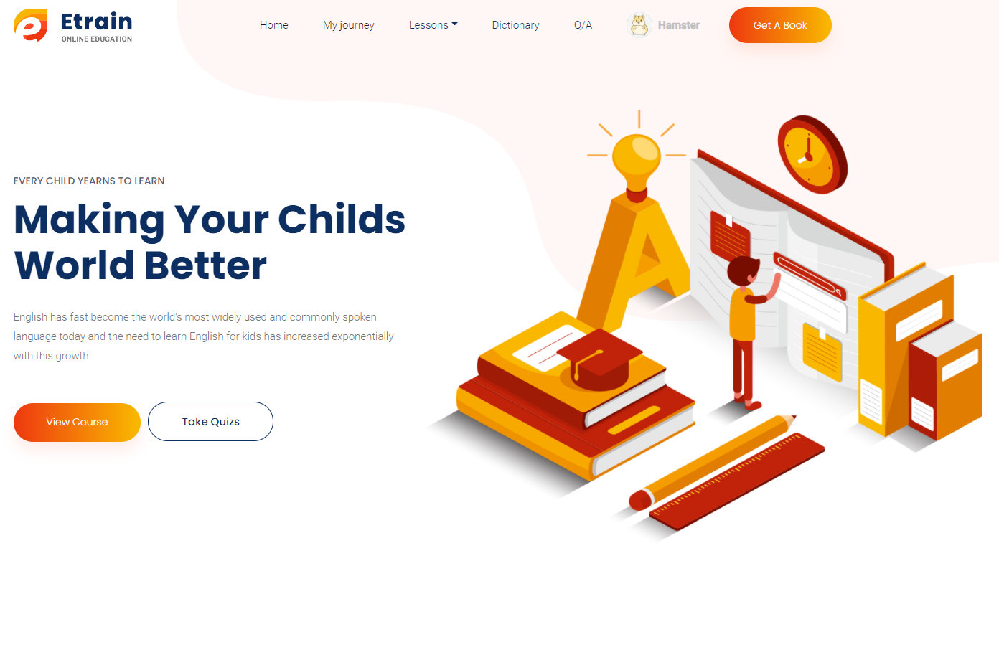 Etrain
ONLINE EDUCATION
Home
My journey
Lessons
Dictionary
Q/A
Hamster
Get A Book
EVERY CHILD YEARNS TO LEARN
Making Your Childs
World Better
English has fast become the world's most widely used and commonly spoken
language today and the need to learn English for kids has increased exponentially
with this growth
View Course
Take Quizs
A